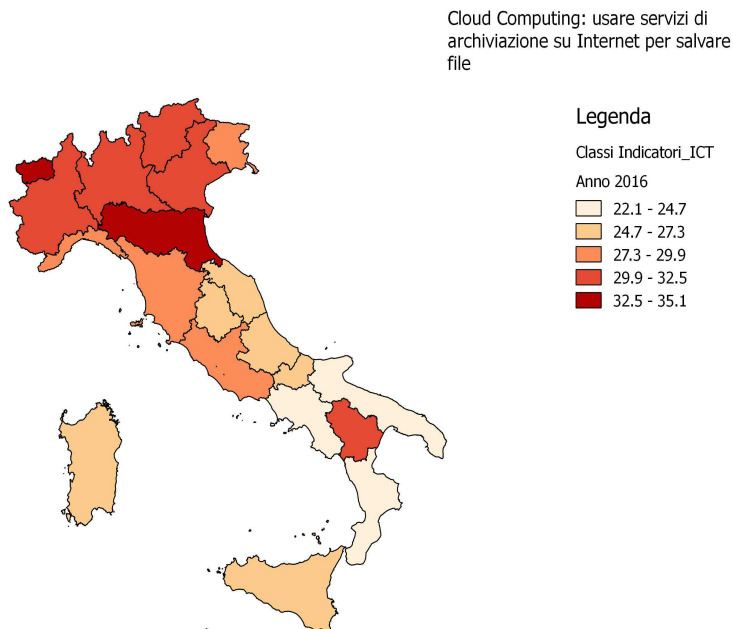 Cloud Computing: usare servizi di
archiviazione su Internet per salvare
file
Legenda
Classi Indicatori_ICT
Anno 2016
22.1 - 24.7
24.7 - 27.3
27.3 - 29.9
29.9 - 32.5
32.5 - 35.1